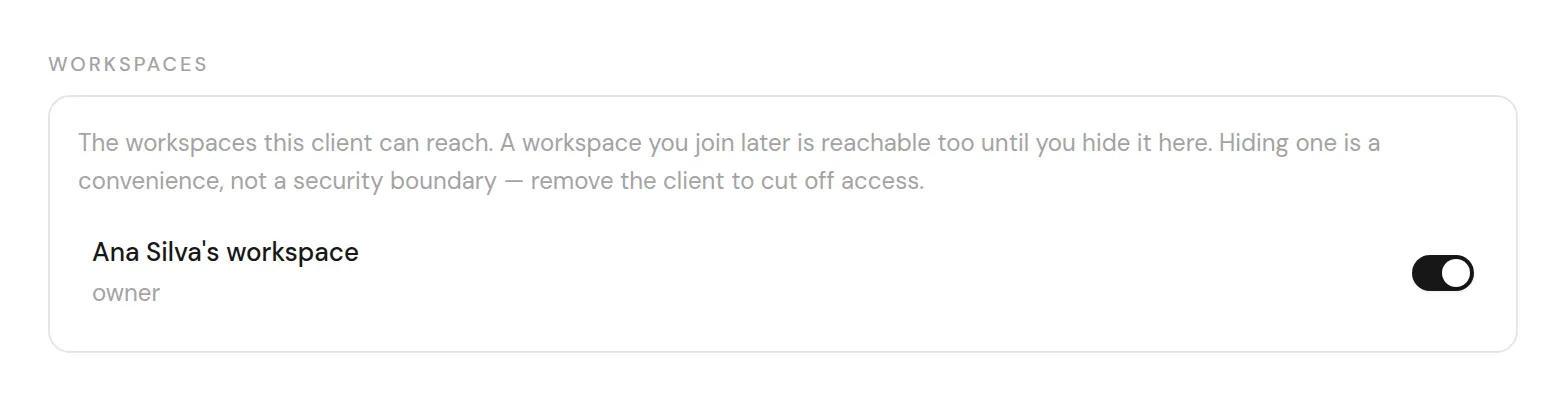 WORKSPACES
The workspaces this client can reach. A workspace you join later is reachable too until you hide it here. Hiding one is a
convenience, not a security boundary — remove the client to cut off access.
Ana Silva's workspace
owner